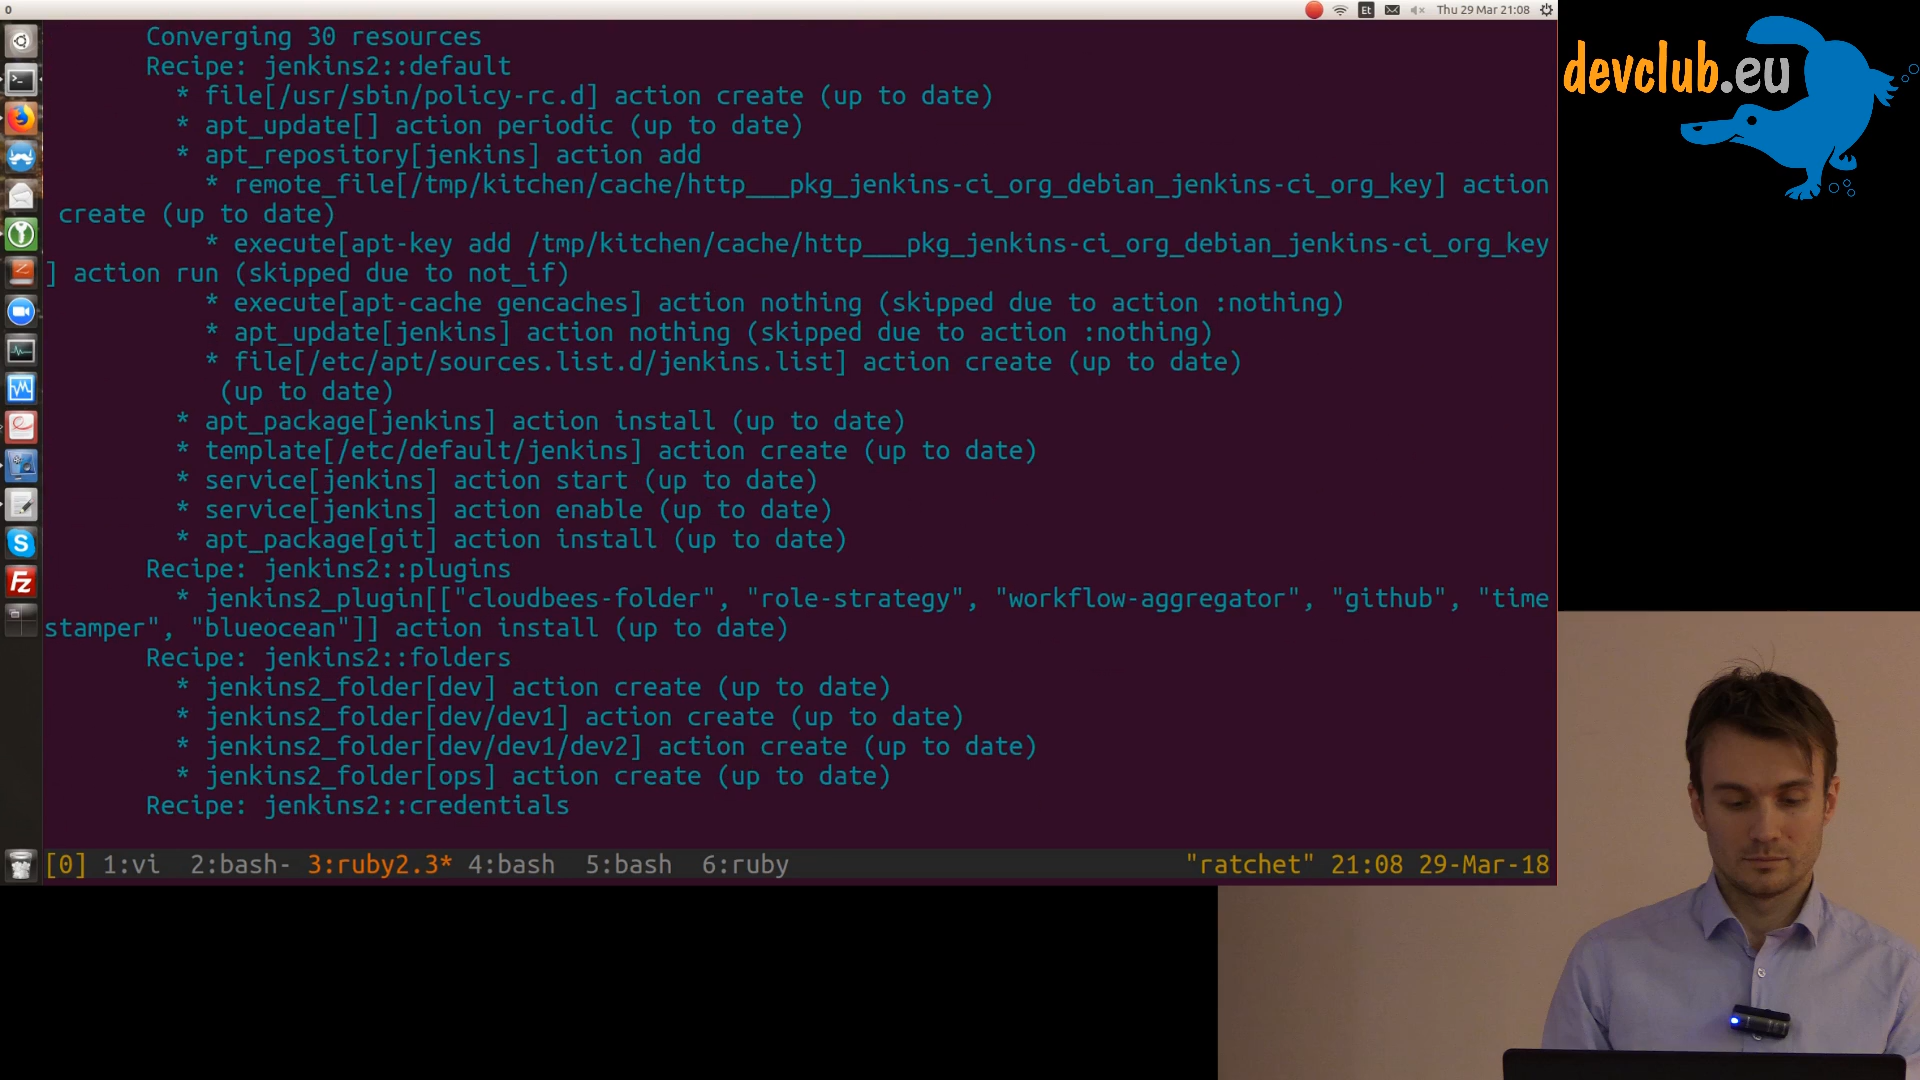 0
Et
Thu 29 Mar 21:08
devclub.eu
Converging 30 resources
Recipe: jenkins2::default
* file[/usr/sbin/policy-rc.d] action create (up to date)
* apt_update[] action periodic (up to date)
* apt_repository[jenkins] action add
* remote_file[/tmp/kitchen/cache/http___pkg_jenkins-ci_org_debian_jenkins-ci_org_key] action
create (up to date)
* execute[apt-key add /tmp/kitchen/cache/http___pkg_jenkins-ci_org_debian_jenkins-ci_org_key
] action run (skipped due to not_if)
* execute[apt-cache gencaches] action nothing (skipped due to action :nothing)
* apt_update[jenkins] action nothing (skipped due to action :nothing)
* file[/etc/apt/sources.list.d/jenkins.list] action create (up to date)
(up to date)
* apt_package[jenkins] action install (up to date)
* template[/etc/default/jenkins] action create (up to date)
* service[jenkins] action start (up to date)
* service[jenkins] action enable (up to date)
* apt_package[git] action install (up to date)
Recipe: jenkins2::plugins
* jenkins2_plugin[["cloudbees-folder", "role-strategy", "workflow-aggregator", "github", "time
stamper", "blueocean"]] action install (up to date)
Recipe: jenkins2::folders
* jenkins2_folder[dev] action create (up to date)
* jenkins2_folder[dev/dev1] action create (up to date)
* jenkins2_folder[dev/dev1/dev2] action create (up to date)
* jenkins2_folder[ops] action create (up to date)
Recipe: jenkins2::credentials
[0] 1:vi 2:bash- 3:ruby2.3* 4:bash 5:bash 6:ruby "ratchet" 21:08 29-Mar-18
S
Fz